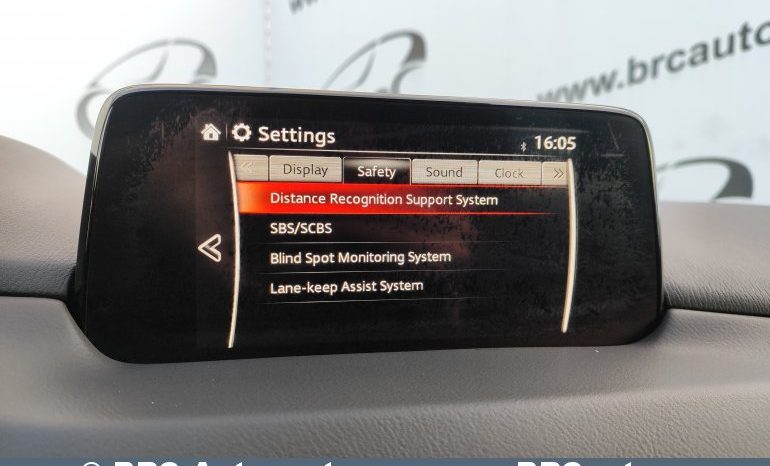 www.brcauto
Settings
16:05
Display Safety Sound Clock
Distance Recognition Support System
SBS/SCBS
Blind Spot Monitoring System
Lane-keep Assist System